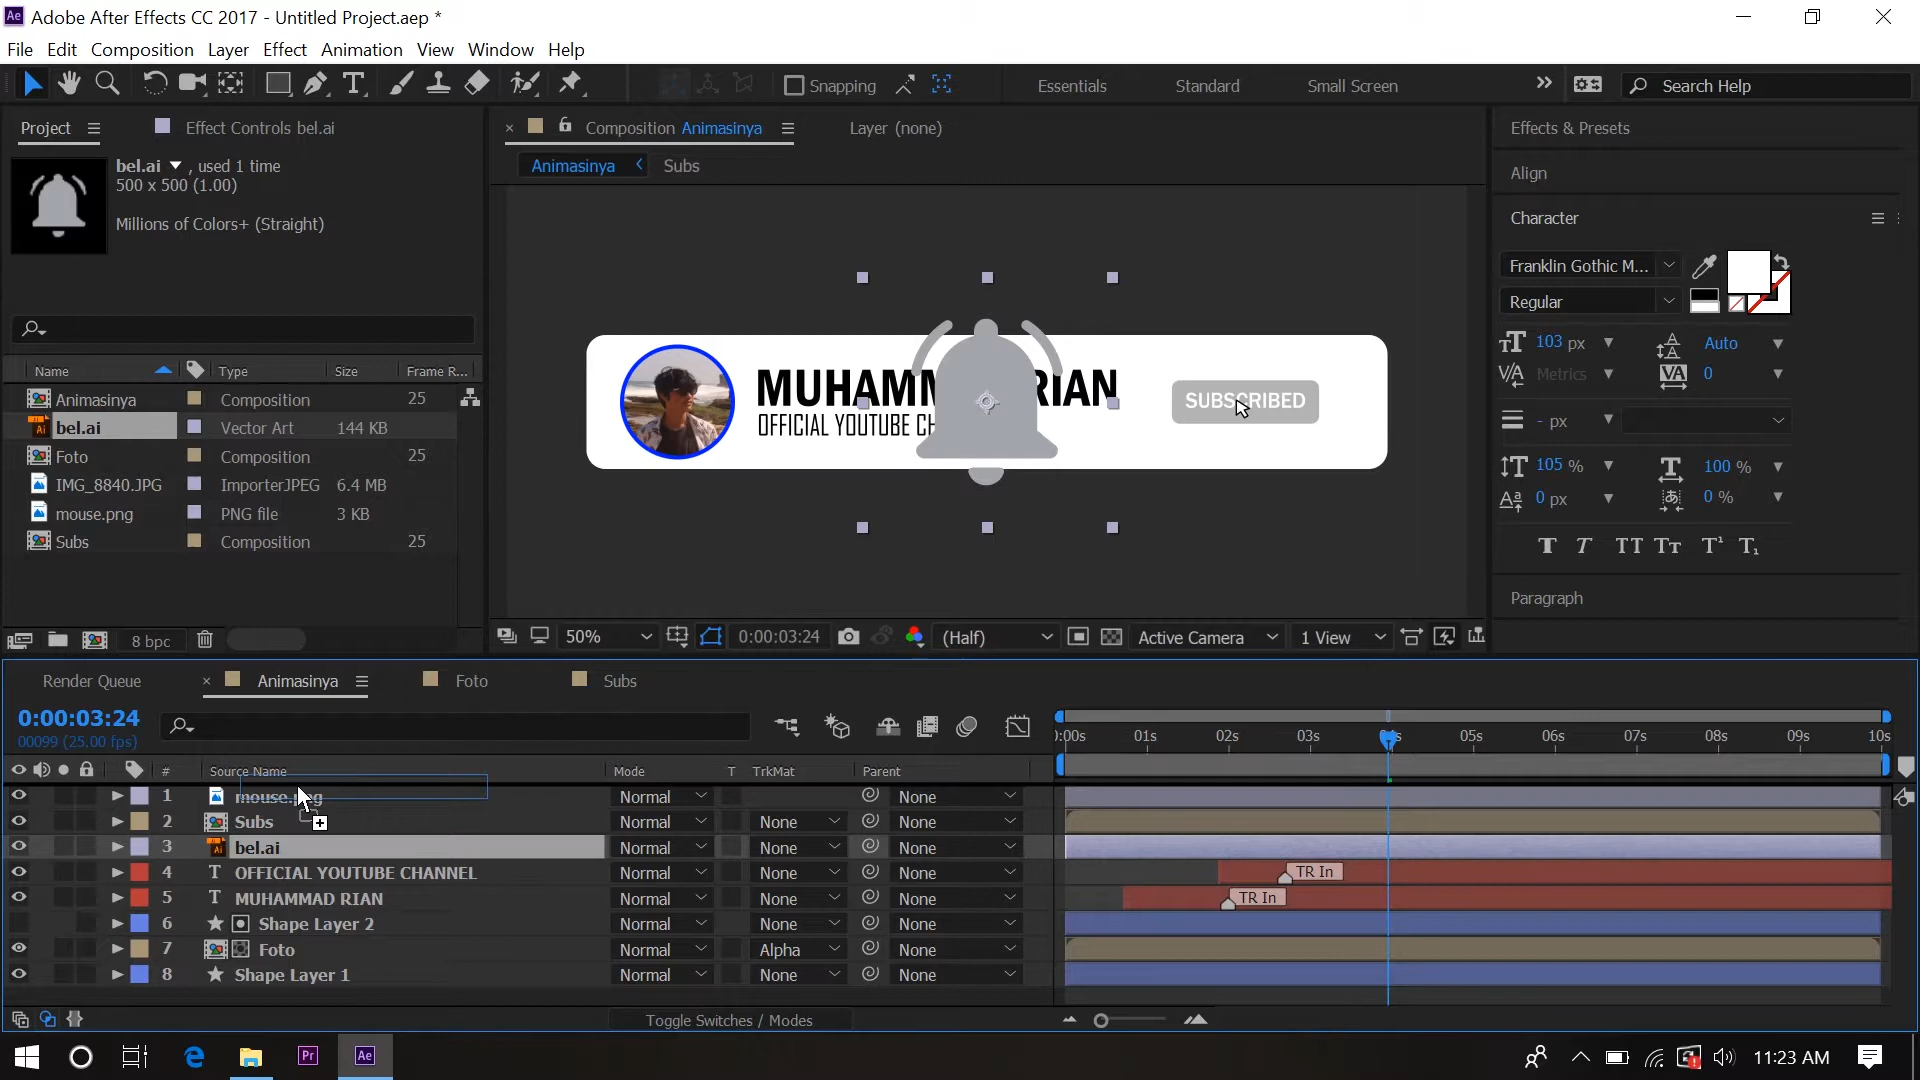 Adobe After Effects CC 2017 - Untitled Project.aep *
File Edit Composition Layer Effect Animation View Window Help
Snapping Essentials Standard Small Screen Search Help
Project Effect Controls bel.ai
bel.ai , used 1 time
500 x 500 (1.00)
Millions of Colors+ (Straight)
Name Type Size Frame R...
Animasinya Composition 25
bel.ai Vector Art 144 KB
Foto Composition 25
IMG_8840.JPG ImporterJPEG 6.4 MB
mouse.png PNG file 3 KB
Subs Composition 25
8 bpc
Composition Animasinya Layer (none)
Animasinya Subs
MUHAMM RIAN
OFFICIAL YOUTUBE CH
SUBSCRIBED
50% 0:00:03:24 (Half) Active Camera 1 View
Effects & Presets
Align
Character
Franklin Gothic M...
Regular
103 px Auto
Metrics 0
- px
105 % 100 %
0 px 0 %
T T TT Tt T¹ T₁
Paragraph
Render Queue Animasinya Foto Subs
0:00:03:24
00099 (25.00 fps)
):00s 01s 02s 03s 04s 05s 06s 07s 08s 09s 10s
# Source Name Mode T TrkMat Parent
1 mouse.png Normal None
2 Subs Normal None None
3 bel.ai Normal None None
4 T OFFICIAL YOUTUBE CHANNEL Normal None None TR In
5 T MUHAMMAD RIAN Normal None None TR In
6 Shape Layer 2 Normal None None
7 Foto Normal Alpha None
8 Shape Layer 1 Normal None None
Toggle Switches / Modes
Pr Ae 11:23 AM